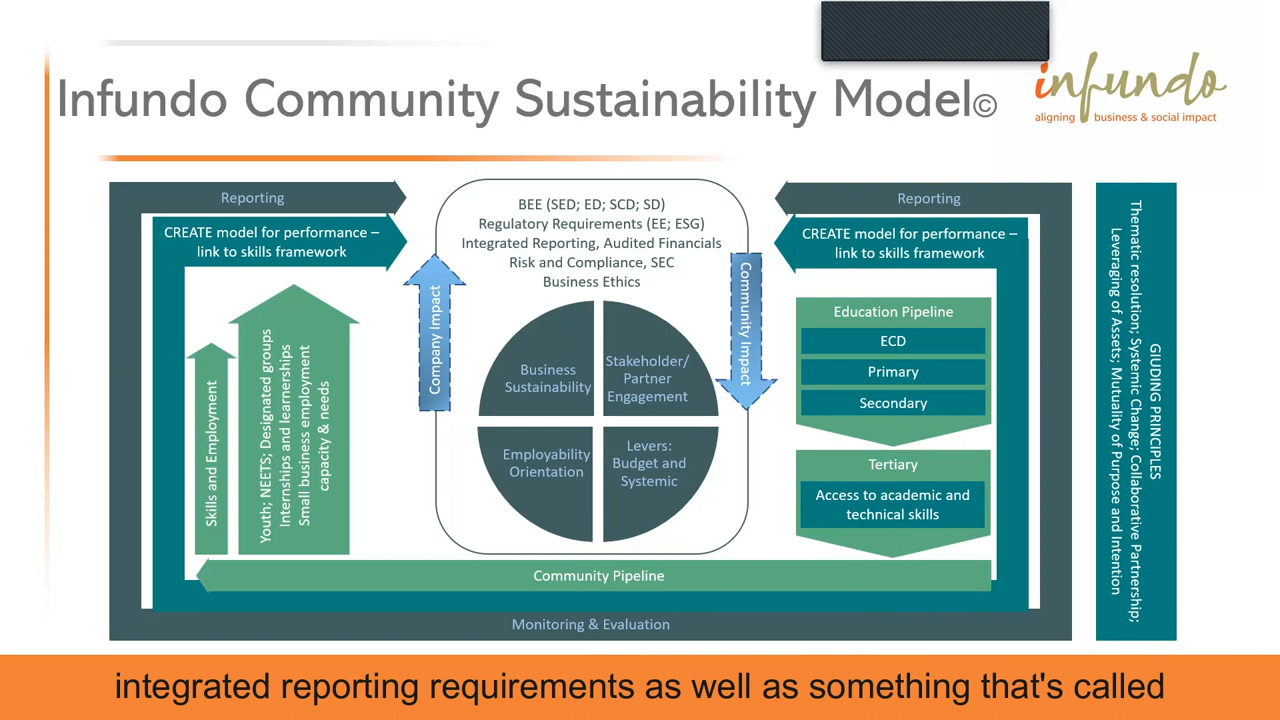 Infundo Community Sustainability Model©
infundo
aligning business & social impact
Reporting
CREATE model for performance –
link to skills framework
Skills and Employment
Youth; NEETS; Designated groups
Internships and learnerships
Small business employment
capacity & needs
Company Impact
BEE (SED; ED; SCD; SD)
Regulatory Requirements (EE; ESG)
Integrated Reporting, Audited Financials
Risk and Compliance, SEC
Business Ethics
Business
Sustainability
Stakeholder/
Partner
Engagement
Employability
Orientation
Levers:
Budget and
Systemic
Community Impact
Reporting
CREATE model for performance –
link to skills framework
Education Pipeline
ECD
Primary
Secondary
Tertiary
Access to academic and
technical skills
Community Pipeline
Monitoring & Evaluation
GIUDING PRINCIPLES
Thematic resolution; Systemic Change; Collaborative Partnership;
Leveraging of Assets; Mutuality of Purpose and Intention
integrated reporting requirements as well as something that's called